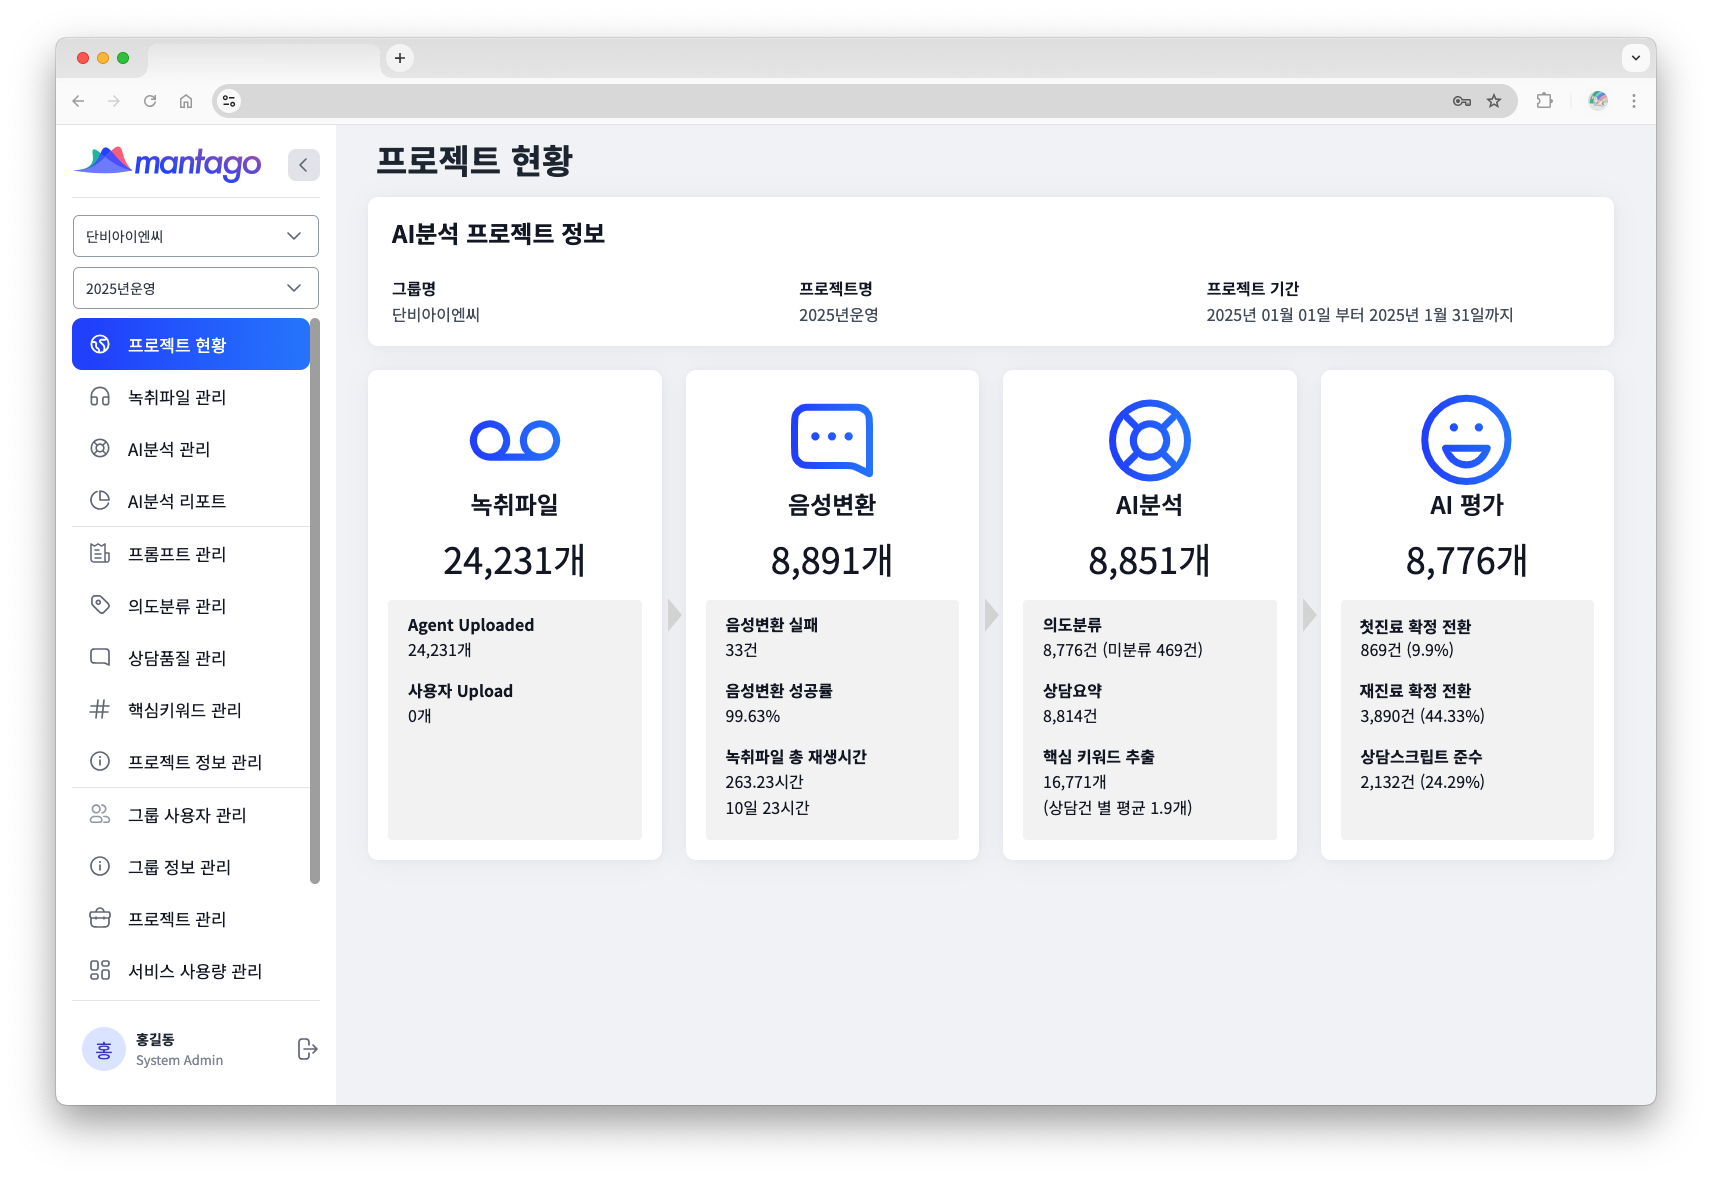 mantago
단비아이엔씨
2025년운영
프로젝트 현황
녹취파일 관리
AI분석 관리
AI분석 리포트
프롬프트 관리
의도분류 관리
상담품질 관리
핵심키워드 관리
프로젝트 정보 관리
그룹 사용자 관리
그룹 정보 관리
프로젝트 관리
서비스 사용량 관리
홍
홍길동
System Admin
프로젝트 현황
AI분석 프로젝트 정보
그룹명
단비아이엔씨
프로젝트명
2025년운영
프로젝트 기간
2025년 01월 01일 부터 2025년 1월 31일까지
녹취파일
24,231개
Agent Uploaded
24,231개
사용자 Upload
0개
음성변환
8,891개
음성변환 실패
33건
음성변환 성공률
99.63%
녹취파일 총 재생시간
263.23시간
10일 23시간
AI분석
8,851개
의도분류
8,776건 (미분류 469건)
상담요약
8,814건
핵심 키워드 추출
16,771개
(상담건 별 평균 1.9개)
AI 평가
8,776개
첫진료 확정 전환
869건 (9.9%)
재진료 확정 전환
3,890건 (44.33%)
상담스크립트 준수
2,132건 (24.29%)